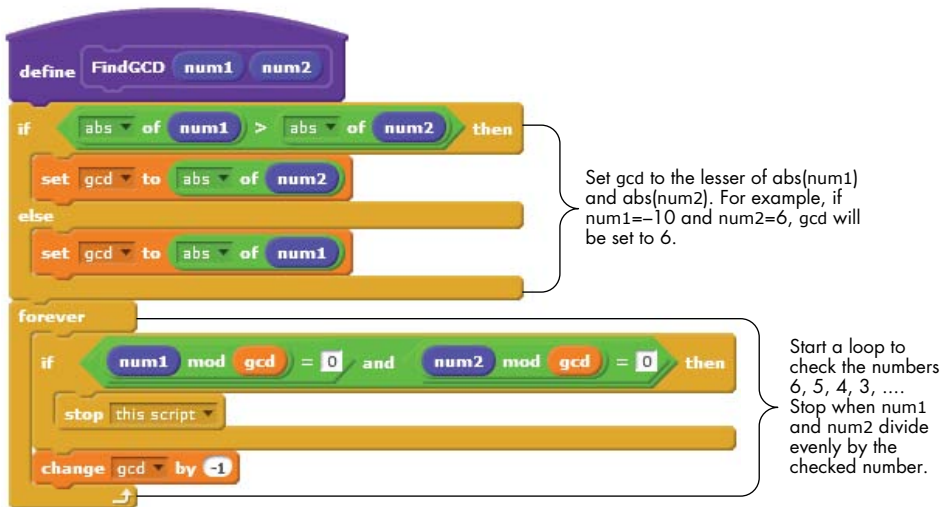 define FindGCD num1 num2
if abs of num1 > abs of num2 then
set gcd to abs of num2
else
set gcd to abs of num1
Set gcd to the lesser of abs(num1)
and abs(num2). For example, if
num1=–10 and num2=6, gcd will
be set to 6.
forever
if num1 mod gcd = 0 and num2 mod gcd = 0 then
stop this script
change gcd by -1
Start a loop to
check the numbers
6, 5, 4, 3, ....
Stop when num1
and num2 divide
evenly by the
checked number.